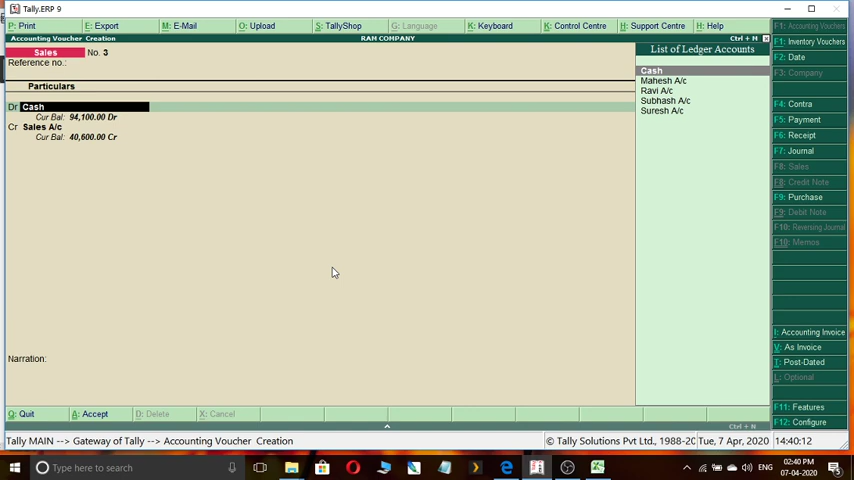 Tally.ERP 9
P: Print E: Export M: E-Mail O: Upload S: TallyShop G: Language K: Keyboard K: Control Centre H: Support Centre H: Help
Accounting Voucher Creation RAM COMPANY Ctrl + M
Sales No. 3
Reference no.:
Particulars
Dr Cash
Cur Bal: 94,100.00 Dr
Cr Sales A/c
Cur Bal: 40,600.00 Cr
Narration:
List of Ledger Accounts
Cash
Mahesh A/c
Ravi A/c
Subhash A/c
Suresh A/c
F1: Accounting Vouchers
F1: Inventory Vouchers
F2: Date
F3: Company
F4: Contra
F5: Payment
F6: Receipt
F7: Journal
F8: Sales
F8: Credit Note
F9: Purchase
F9: Debit Note
F10: Reversing Journal
F10: Memos
I: Accounting Invoice
V: As Invoice
T: Post-Dated
L: Optional
F11: Features
F12: Configure
Q: Quit A: Accept D: Delete X: Cancel
Ctrl + N
Tally MAIN --> Gateway of Tally --> Accounting Voucher Creation © Tally Solutions Pvt Ltd., 1988-20 Tue, 7 Apr, 2020 14:40:12
Type here to search ENG 02:40 PM
07-04-2020